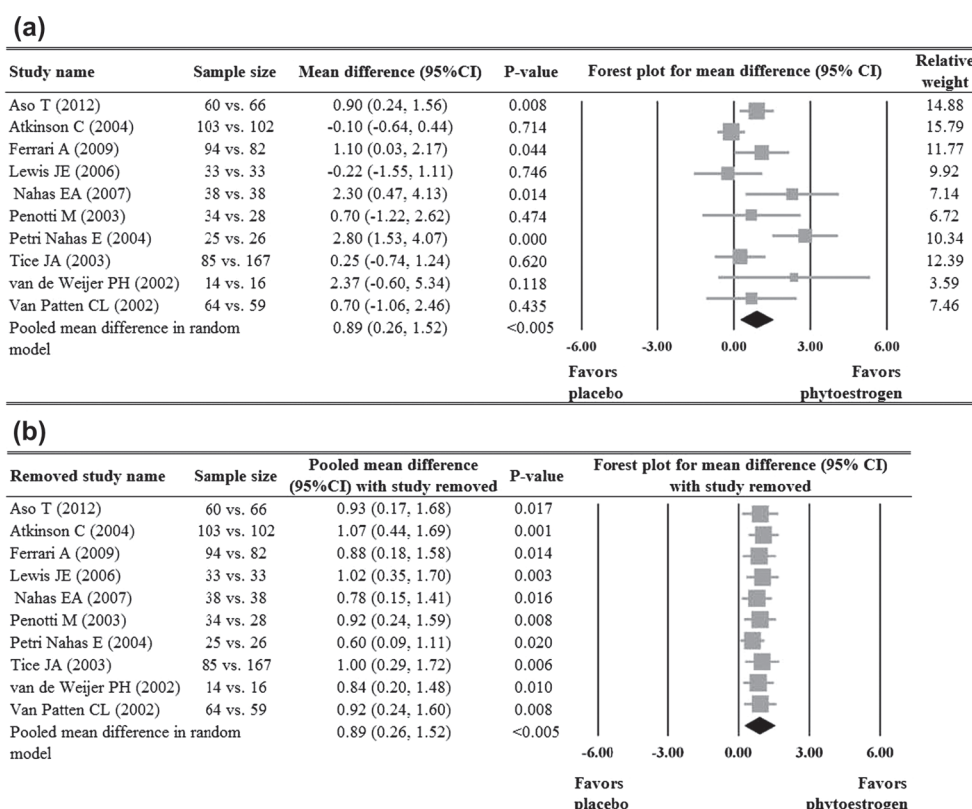 (a)
Study name Sample size Mean difference (95%CI) P-value Forest plot for mean difference (95% CI) Relative weight
Aso T (2012) 60 vs. 66 0.90 (0.24, 1.56) 0.008 14.88
Atkinson C (2004) 103 vs. 102 -0.10 (-0.64, 0.44) 0.714 15.79
Ferrari A (2009) 94 vs. 82 1.10 (0.03, 2.17) 0.044 11.77
Lewis JE (2006) 33 vs. 33 -0.22 (-1.55, 1.11) 0.746 9.92
Nahas EA (2007) 38 vs. 38 2.30 (0.47, 4.13) 0.014 7.14
Penotti M (2003) 34 vs. 28 0.70 (-1.22, 2.62) 0.474 6.72
Petri Nahas E (2004) 25 vs. 26 2.80 (1.53, 4.07) 0.000 10.34
Tice JA (2003) 85 vs. 167 0.25 (-0.74, 1.24) 0.620 12.39
van de Weijer PH (2002) 14 vs. 16 2.37 (-0.60, 5.34) 0.118 3.59
Van Patten CL (2002) 64 vs. 59 0.70 (-1.06, 2.46) 0.435 7.46
Pooled mean difference in random 0.89 (0.26, 1.52) <0.005
model
-6.00 -3.00 0.00 3.00 6.00
Favors Favors
placebo phytoestrogen
(b)
Removed study name Sample size Pooled mean difference (95%CI) with study removed P-value Forest plot for mean difference (95% CI) with study removed
Aso T (2012) 60 vs. 66 0.93 (0.17, 1.68) 0.017
Atkinson C (2004) 103 vs. 102 1.07 (0.44, 1.69) 0.001
Ferrari A (2009) 94 vs. 82 0.88 (0.18, 1.58) 0.014
Lewis JE (2006) 33 vs. 33 1.02 (0.35, 1.70) 0.003
Nahas EA (2007) 38 vs. 38 0.78 (0.15, 1.41) 0.016
Penotti M (2003) 34 vs. 28 0.92 (0.24, 1.59) 0.008
Petri Nahas E (2004) 25 vs. 26 0.60 (0.09, 1.11) 0.020
Tice JA (2003) 85 vs. 167 1.00 (0.29, 1.72) 0.006
van de Weijer PH (2002) 14 vs. 16 0.84 (0.20, 1.48) 0.010
Van Patten CL (2002) 64 vs. 59 0.92 (0.24, 1.60) 0.008
Pooled mean difference in random 0.89 (0.26, 1.52) <0.005
model
-6.00 -3.00 0.00 3.00 6.00
Favors Favors
placebo phytoestrogen